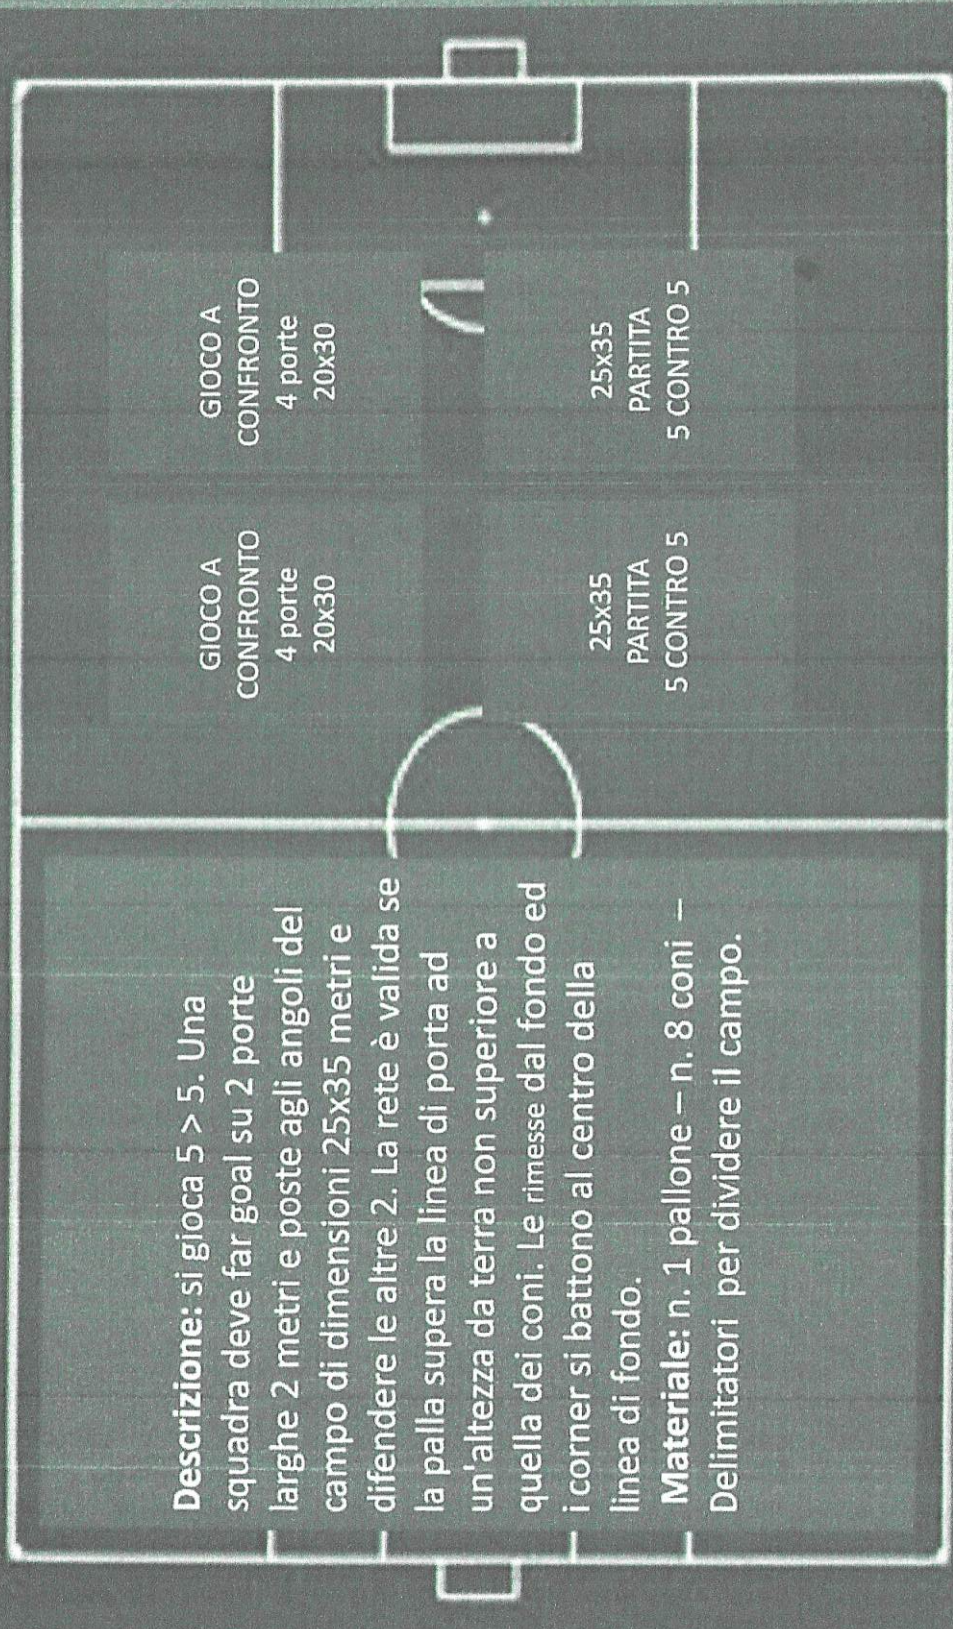 Descrizione: si gioca 5 > 5. Una
squadra deve far goal su 2 porte
larghe 2 metri e poste agli angoli del
campo di dimensioni 25x35 metri e
difendere le altre 2. La rete è valida se
la palla supera la linea di porta ad
un'altezza da terra non superiore a
quella dei coni. Le rimesse dal fondo ed
i corner si battono al centro della
linea di fondo.
Materiale: n. 1 pallone – n. 8 coni –
Delimitatori per dividere il campo.
GIOCO A
CONFRONTO
4 porte
20x30
GIOCO A
CONFRONTO
4 porte
20x30
25x35
PARTITA
5 CONTRO 5
25x35
PARTITA
5 CONTRO 5